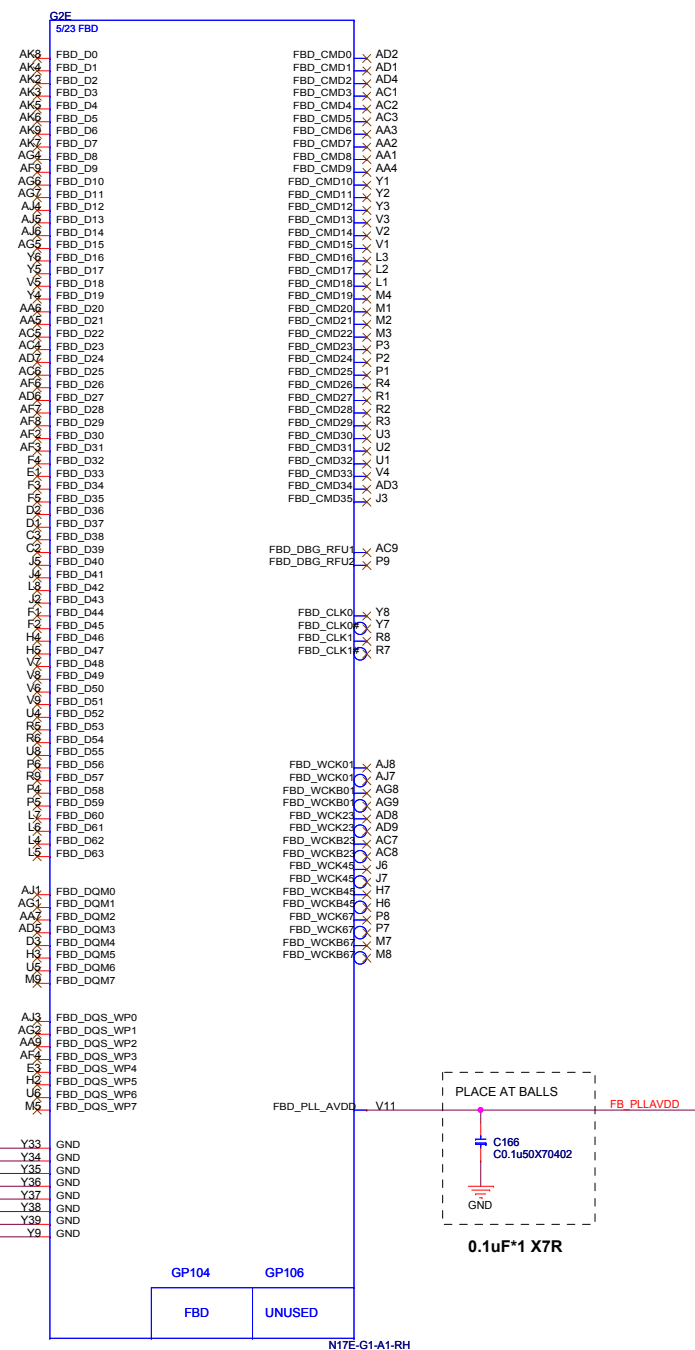 G2E
5/23 FBD
AK8 FBD_D0 FBD_CMD0 AD2
AK4 FBD_D1 FBD_CMD1 AD1
AK2 FBD_D2 FBD_CMD2 AD4
AK3 FBD_D3 FBD_CMD3 AC1
AK5 FBD_D4 FBD_CMD4 AC2
AK6 FBD_D5 FBD_CMD5 AC3
AK9 FBD_D6 FBD_CMD6 AA3
AK7 FBD_D7 FBD_CMD7 AA2
AG4 FBD_D8 FBD_CMD8 AA1
AF9 FBD_D9 FBD_CMD9 AA4
AG6 FBD_D10 FBD_CMD10 Y1
AG7 FBD_D11 FBD_CMD11 Y2
AJ4 FBD_D12 FBD_CMD12 Y3
AJ5 FBD_D13 FBD_CMD13 V3
AJ6 FBD_D14 FBD_CMD14 V2
AG5 FBD_D15 FBD_CMD15 V1
Y6 FBD_D16 FBD_CMD16 L3
Y5 FBD_D17 FBD_CMD17 L2
V5 FBD_D18 FBD_CMD18 L1
Y4 FBD_D19 FBD_CMD19 M4
AA6 FBD_D20 FBD_CMD20 M1
AA5 FBD_D21 FBD_CMD21 M2
AC5 FBD_D22 FBD_CMD22 M3
AC4 FBD_D23 FBD_CMD23 P3
AD7 FBD_D24 FBD_CMD24 P2
AC6 FBD_D25 FBD_CMD25 P1
AF6 FBD_D26 FBD_CMD26 R4
AD6 FBD_D27 FBD_CMD27 R1
AF7 FBD_D28 FBD_CMD28 R2
AF8 FBD_D29 FBD_CMD29 R3
AF2 FBD_D30 FBD_CMD30 U3
AF3 FBD_D31 FBD_CMD31 U2
F4 FBD_D32 FBD_CMD32 U1
E1 FBD_D33 FBD_CMD33 V4
F3 FBD_D34 FBD_CMD34 AD3
F5 FBD_D35 FBD_CMD35 J3
D2 FBD_D36
D1 FBD_D37
C3 FBD_D38
C2 FBD_D39 FBD_DBG_RFU1 AC9
J5 FBD_D40 FBD_DBG_RFU2 P9
J4 FBD_D41
L8 FBD_D42
J2 FBD_D43
F1 FBD_D44 FBD_CLK0 Y8
F2 FBD_D45 FBD_CLK0# Y7
H4 FBD_D46 FBD_CLK1 R8
H5 FBD_D47 FBD_CLK1# R7
V7 FBD_D48
V8 FBD_D49
V6 FBD_D50
V9 FBD_D51
U4 FBD_D52
R5 FBD_D53
R6 FBD_D54
U8 FBD_D55
P6 FBD_D56 FBD_WCK01 AJ8
R9 FBD_D57 FBD_WCK01 AJ7
P4 FBD_D58 FBD_WCKB01 AG8
P5 FBD_D59 FBD_WCKB01 AG9
L7 FBD_D60 FBD_WCK23 AD8
L6 FBD_D61 FBD_WCK23 AD9
L4 FBD_D62 FBD_WCKB23 AC7
L5 FBD_D63 FBD_WCKB23 AC8
FBD_WCK45 J6
FBD_WCK45 J7
AJ1 FBD_DQM0 FBD_WCKB45 H7
AG1 FBD_DQM1 FBD_WCKB45 H6
AA7 FBD_DQM2 FBD_WCK67 P8
AD5 FBD_DQM3 FBD_WCK67 P7
D3 FBD_DQM4 FBD_WCKB67 M7
H3 FBD_DQM5 FBD_WCKB67 M8
U5 FBD_DQM6
M9 FBD_DQM7
AJ3 FBD_DQS_WP0
AG2 FBD_DQS_WP1
AA9 FBD_DQS_WP2
AF4 FBD_DQS_WP3
E3 FBD_DQS_WP4
H2 FBD_DQS_WP5
U6 FBD_DQS_WP6
M5 FBD_DQS_WP7 FBD_PLL_AVDD V11
PLACE AT BALLS
FB_PLLAVDD
C166
C0.1u50X70402
GND
0.1uF*1 X7R
Y33 GND
Y34 GND
Y35 GND
Y36 GND
Y37 GND
Y38 GND
Y39 GND
Y9 GND
GP104 GP106
FBD UNUSED
N17E-G1-A1-RH